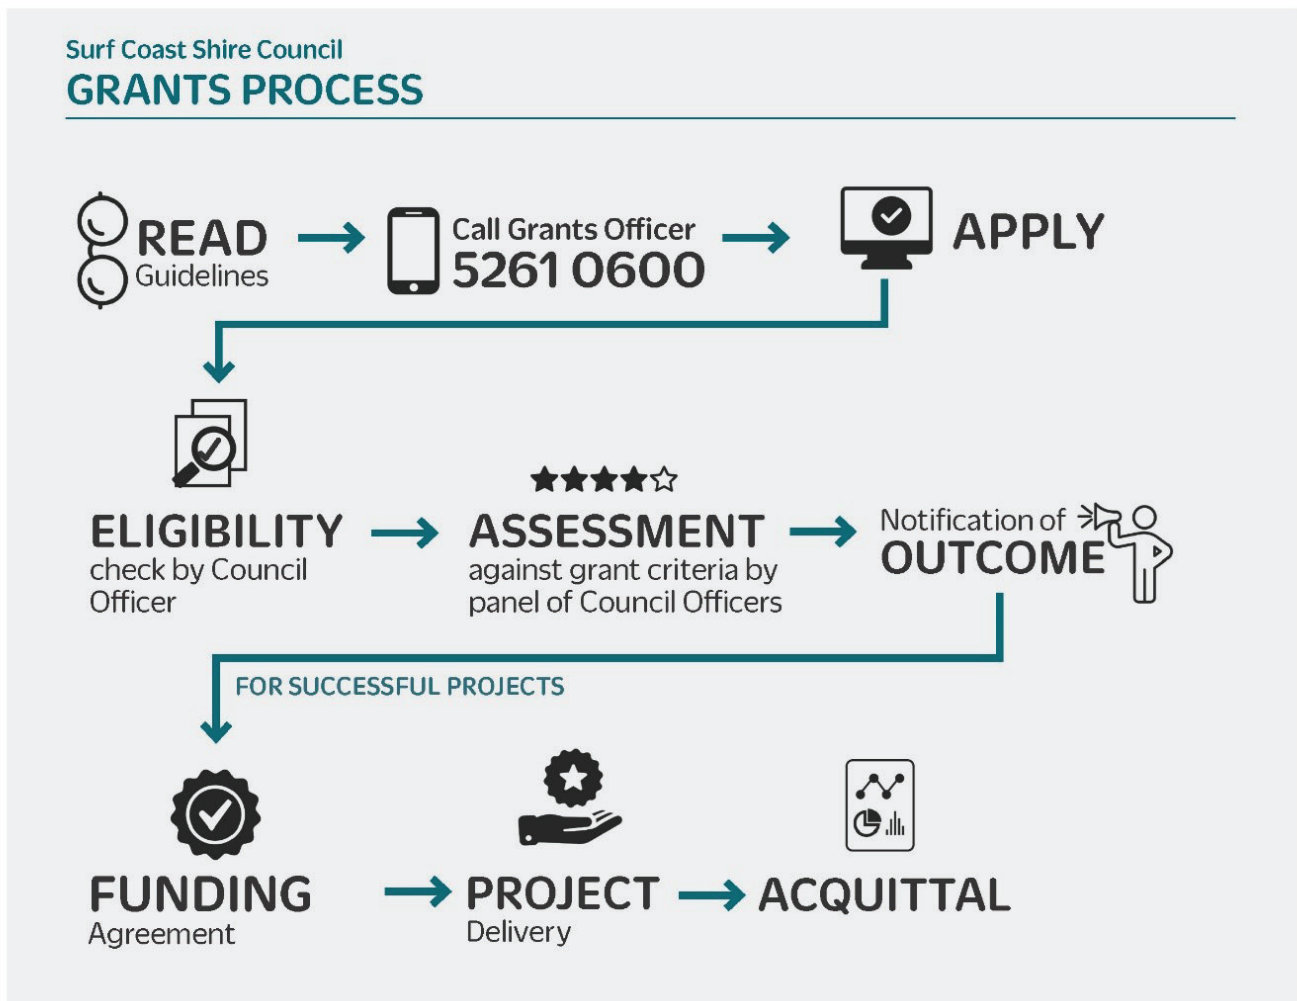 Surf Coast Shire Council
GRANTS PROCESS
READ
Guidelines
Call Grants Officer
5261 0600
APPLY
ELIGIBILITY
check by Council
Officer
ASSESSMENT
against grant criteria by
panel of Council Officers
Notification of
OUTCOME
FOR SUCCESSFUL PROJECTS
FUNDING
Agreement
PROJECT
Delivery
ACQUITTAL